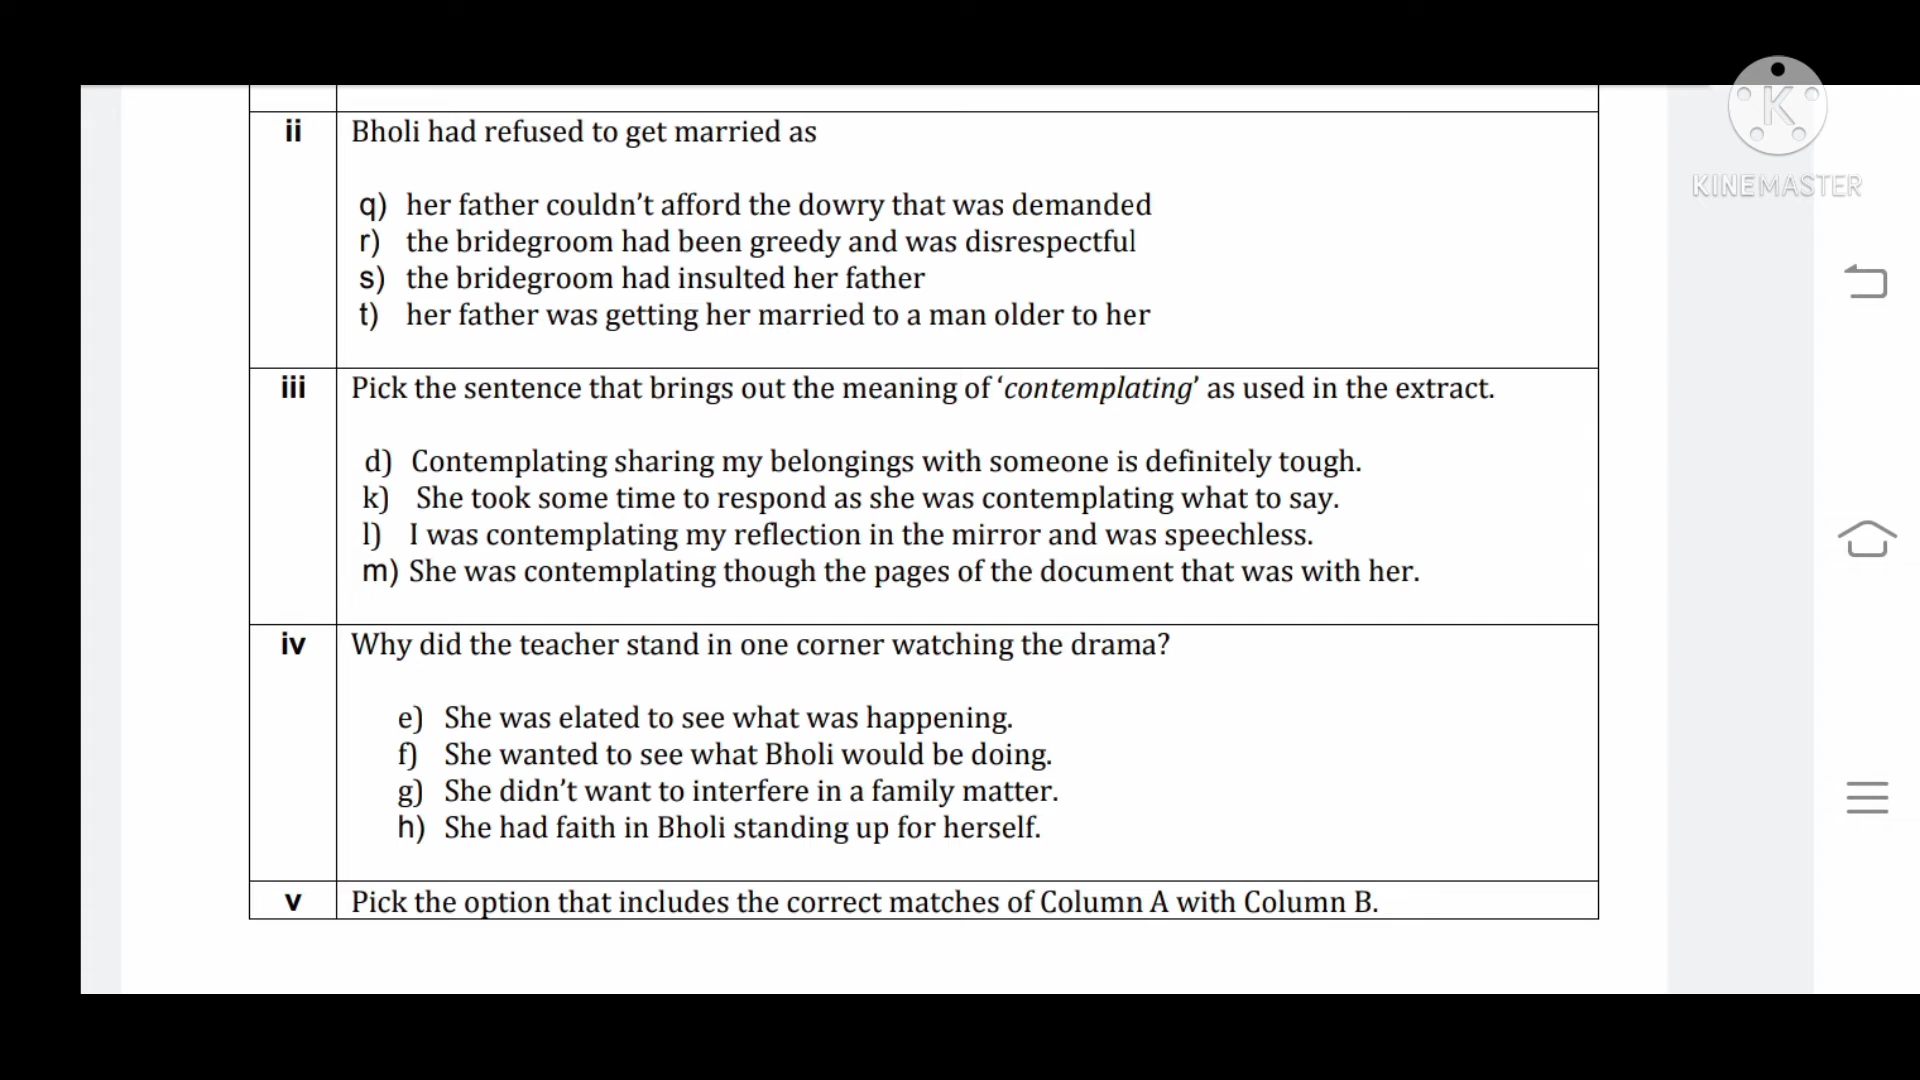 K
KINEMASTER
ii Bholi had refused to get married as
q) her father couldn't afford the dowry that was demanded
r) the bridegroom had been greedy and was disrespectful
s) the bridegroom had insulted her father
t) her father was getting her married to a man older to her
iii Pick the sentence that brings out the meaning of ‘contemplating’ as used in the extract.
d) Contemplating sharing my belongings with someone is definitely tough.
k) She took some time to respond as she was contemplating what to say.
l) I was contemplating my reflection in the mirror and was speechless.
m) She was contemplating though the pages of the document that was with her.
iv Why did the teacher stand in one corner watching the drama?
e) She was elated to see what was happening.
f) She wanted to see what Bholi would be doing.
g) She didn’t want to interfere in a family matter.
h) She had faith in Bholi standing up for herself.
v Pick the option that includes the correct matches of Column A with Column B.